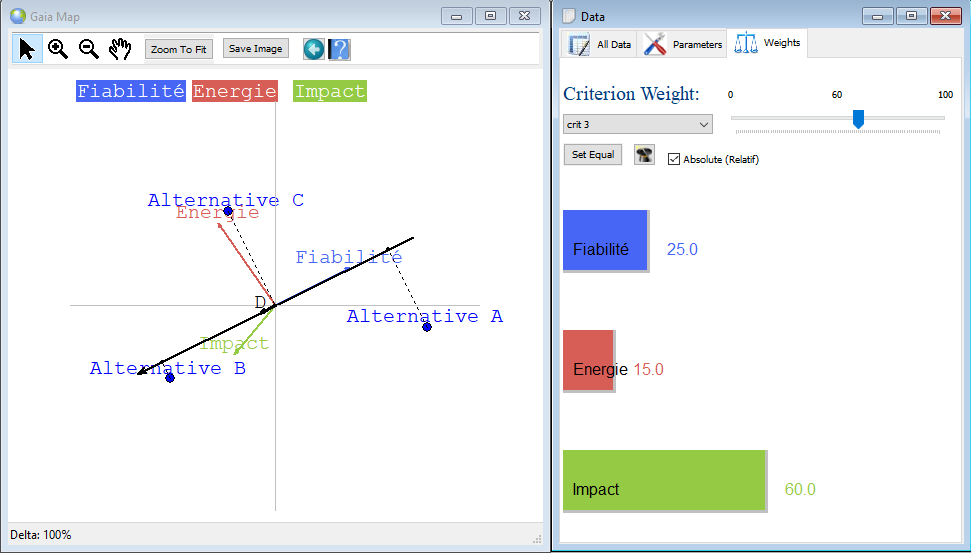 Gaia Map
Zoom To Fit
Save Image
Fiabilité Energie Impact
Alternative C
Energie
Fiabilité
D
Alternative A
Impact
Alternative B
Delta: 100%
Data
All Data
Parameters
Weights
Criterion Weight:
0
60
100
crit 3
Set Equal
Absolute (Relatif)
Fiabilité 25.0
Energie 15.0
Impact 60.0